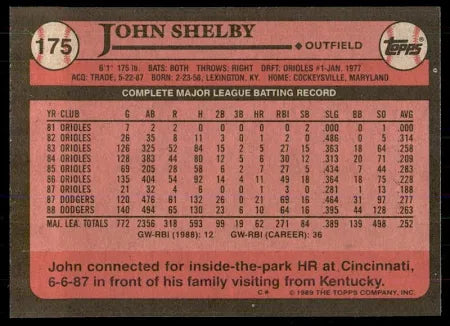 175
JOHN SHELBY
◆ OUTFIELD
topps
6'1" 175 lb. BATS: BOTH THROWS: RIGHT DRFT: ORIOLES #1-JAN. 1977
ACQ: TRADE, 5-22-87 BORN: 2-23-58, LEXINGTON, KY. HOME: COCKEYSVILLE, MARYLAND
COMPLETE MAJOR LEAGUE BATTING RECORD
YR CLUB G AB R H 2B 3B HR RBI SB SLG BB SO AVG
81 ORIOLES 7 2 2 0 0 0 0 0 2 .000 0 1 .000
82 ORIOLES 26 35 8 11 3 0 1 2 0 .486 0 5 .314
83 ORIOLES 126 325 52 84 15 2 5 27 15 .363 18 64 .258
84 ORIOLES 128 383 44 80 12 5 6 30 12 .313 20 71 .209
85 ORIOLES 69 205 28 58 6 2 7 27 5 .434 7 44 .283
86 ORIOLES 135 404 54 92 14 4 11 49 18 .364 18 75 .228
87 ORIOLES 21 32 4 6 0 0 1 3 0 .281 1 13 .188
87 DODGERS 120 476 61 132 26 0 21 69 16 .464 31 97 .277
88 DODGERS 140 494 65 130 23 6 10 64 16 .395 44 128 .263
MAJ. LEA. TOTALS 772 2356 318 593 99 19 62 271 84 .389 139 498 .252
GW-RBI (1988): 12 GW-RBI (CAREER): 36
John connected for inside-the-park HR at Cincinnati,
6-6-87 in front of his family visiting from Kentucky.
C* © 1989 THE TOPPS COMPANY, INC.